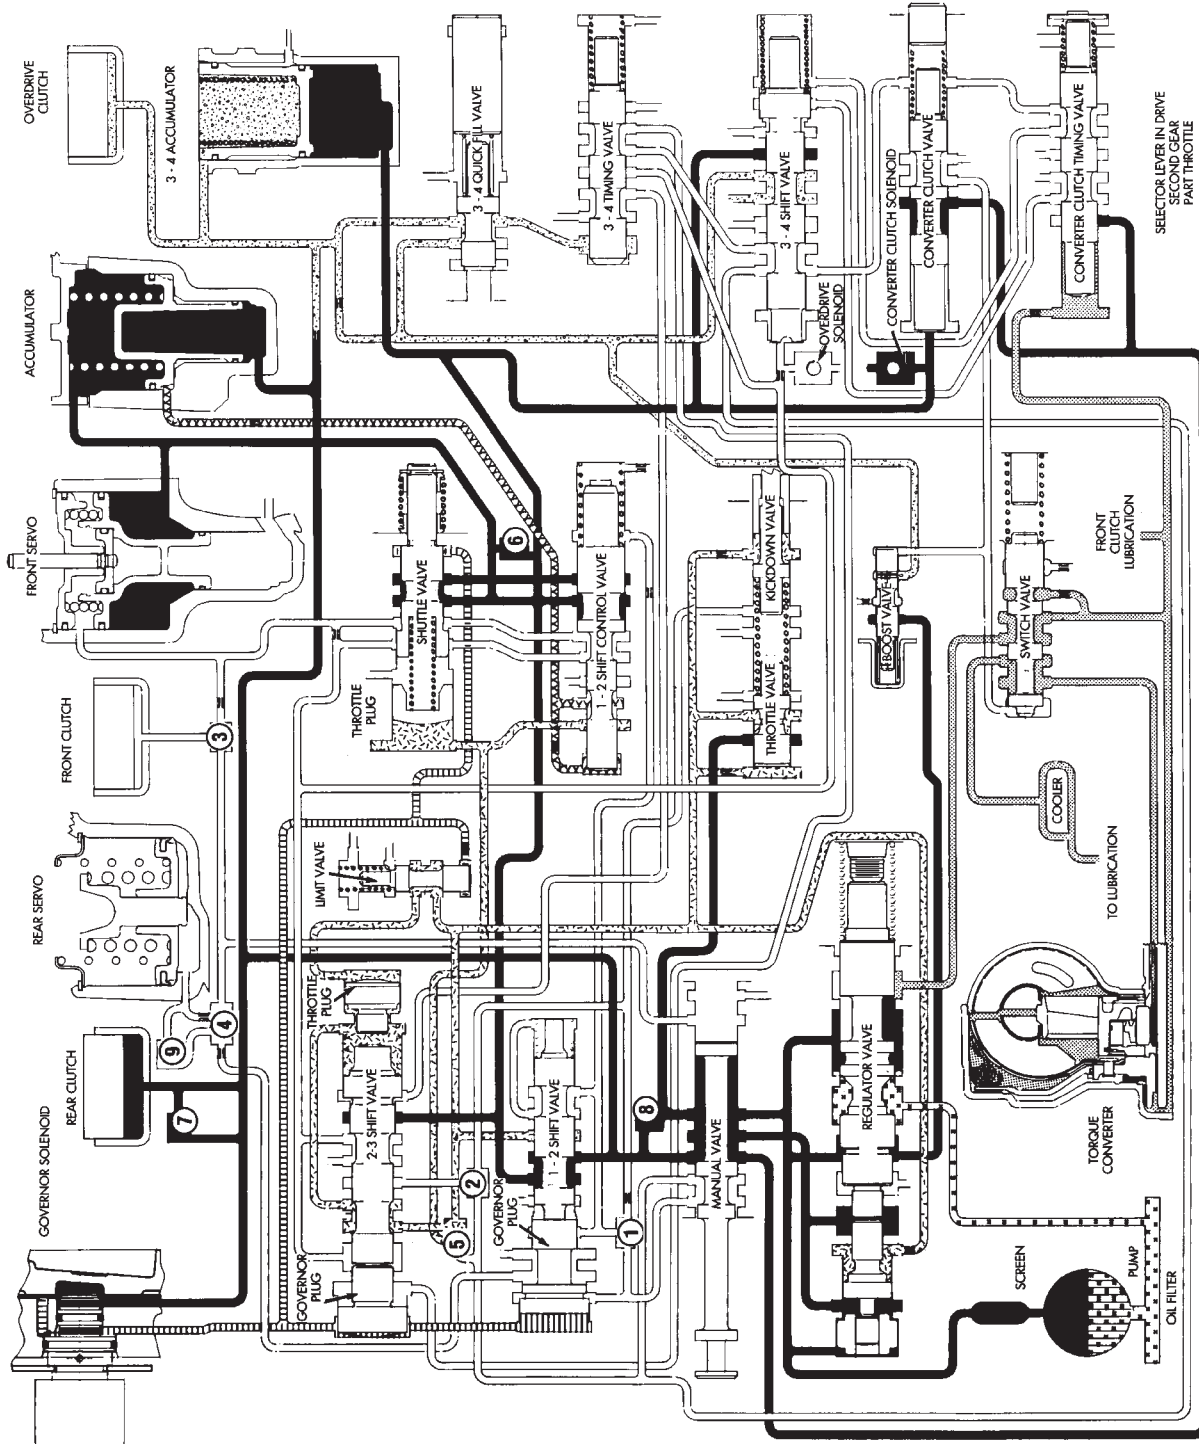 GOVERNOR SOLENOID
REAR CLUTCH
7
9
4
REAR SERVO
FRONT CLUTCH
3
FRONT SERVO
ACCUMULATOR
3 - 4 ACCUMULATOR
OVERDRIVE
CLUTCH
GOVERNOR
PLUG
2-3 SHIFT VALVE
THROTTLE
PLUG
5
2
LIMIT VALVE
THROTTLE
PLUG
SHUTTLE VALVE
6
3 - 4 QUICK FILL VALVE
GOVERNOR
PLUG
1 - 2 SHIFT VALVE
1
8
1 - 2 SHIFT CONTROL VALVE
3 - 4 TIMING VALVE
MANUAL VALVE
THROTTLE VALVE
KICKDOWN VALVE
OVERDRIVE
SOLENOID
3 - 4 SHIFT VALVE
REGULATOR VALVE
BOOST VALVE
CONVERTER CLUTCH SOLENOID
CONVERTER CLUTCH VALVE
SCREEN
PUMP
OIL FILTER
TORQUE
CONVERTER
COOLER
TO LUBRICATION
SWITCH VALVE
FRONT
CLUTCH
LUBRICATION
CONVERTER CLUTCH TIMING VALVE
SELECTOR LEVER IN DRIVE
SECOND GEAR
PART THROTTLE